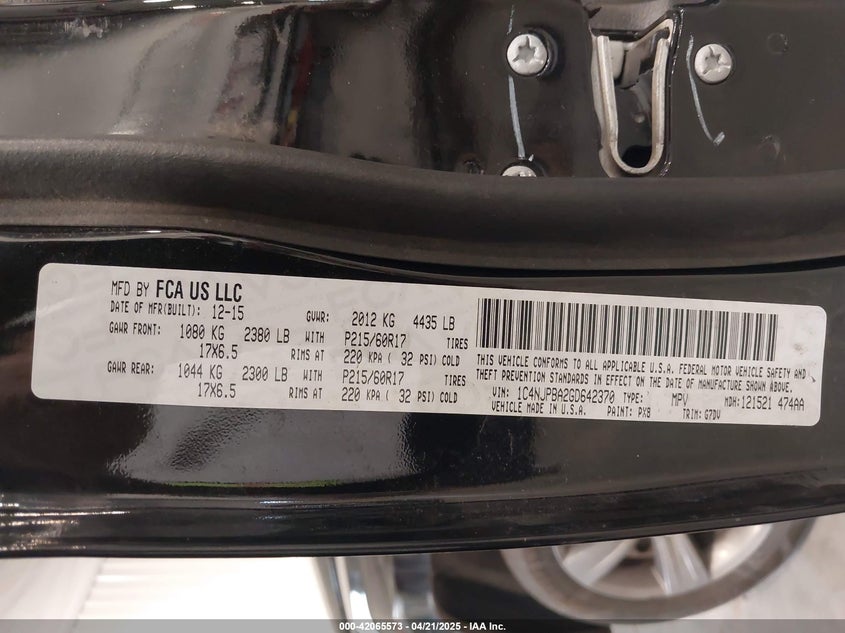 MFD BY FCA US LLC
DATE OF MFR(BUILT): 12-15 GVWR: 2012 KG 4435 LB
GAWR FRONT: 1080 KG 2380 LB WITH P215/60R17 TIRES
17X6.5 RIMS AT 220 KPA ( 32 PSI) COLD
GAWR REAR: 1044 KG 2300 LB WITH P215/60R17 TIRES
17X6.5 RIMS AT 220 KPA ( 32 PSI) COLD
THIS VEHICLE CONFORMS TO ALL APPLICABLE U.S.A. FEDERAL MOTOR VEHICLE SAFETY AND
THEFT PREVENTION STANDARDS IN EFFECT ON THE DATE OF MANUFACTURE SHOWN ABOVE.
VIN: 1C4NJPBA2GD642370 TYPE: MPV MDH: 121521 474AA
VEHICLE MADE IN U.S.A. PAINT: PX8 TRIM: G7DV
000-42065573 - 04/21/2025 - IAA Inc.